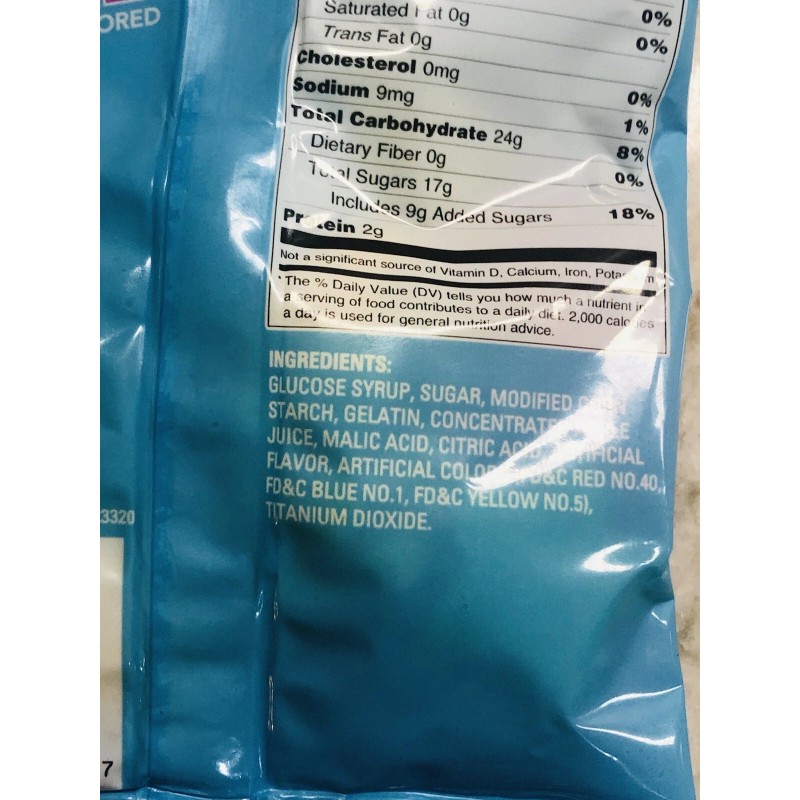 ORED
Saturated Fat 0g 0%
Trans Fat 0g 0%
Cholesterol 0mg 0%
Sodium 9mg 1%
Total Carbohydrate 24g 8%
Dietary Fiber 0g 0%
Total Sugars 17g
Includes 9g Added Sugars 18%
Protein 2g
Not a significant source of Vitamin D, Calcium, Iron,
*The % Daily Value (DV) tells you how much a nutrient in
a serving of food contributes to a daily diet. 2,000 calories
a day is used for general nutrition advice.
INGREDIENTS:
GLUCOSE SYRUP, SUGAR, MODIFIED
STARCH, GELATIN,
JUICE, MALIC ACID, CITRIC ACID, ARTIFICIAL
FLAVOR, ARTIFICIAL RED NO.40,
FD&C BLUE NO.1, FD&C YELLOW NO.5),
TITANIUM DIOXIDE.
3320
7